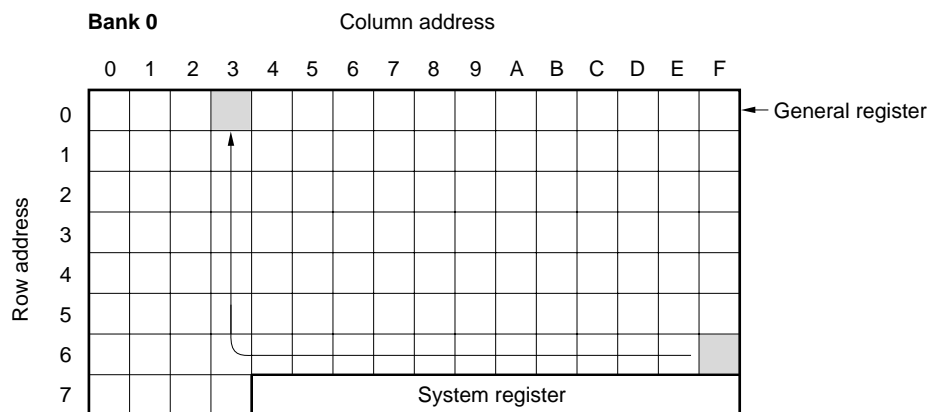 Bank 0 Column address
0 1 2 3 4 5 6 7 8 9 A B C D E F
0 General register
1
2
3
4
5
6
7 System register
Row address